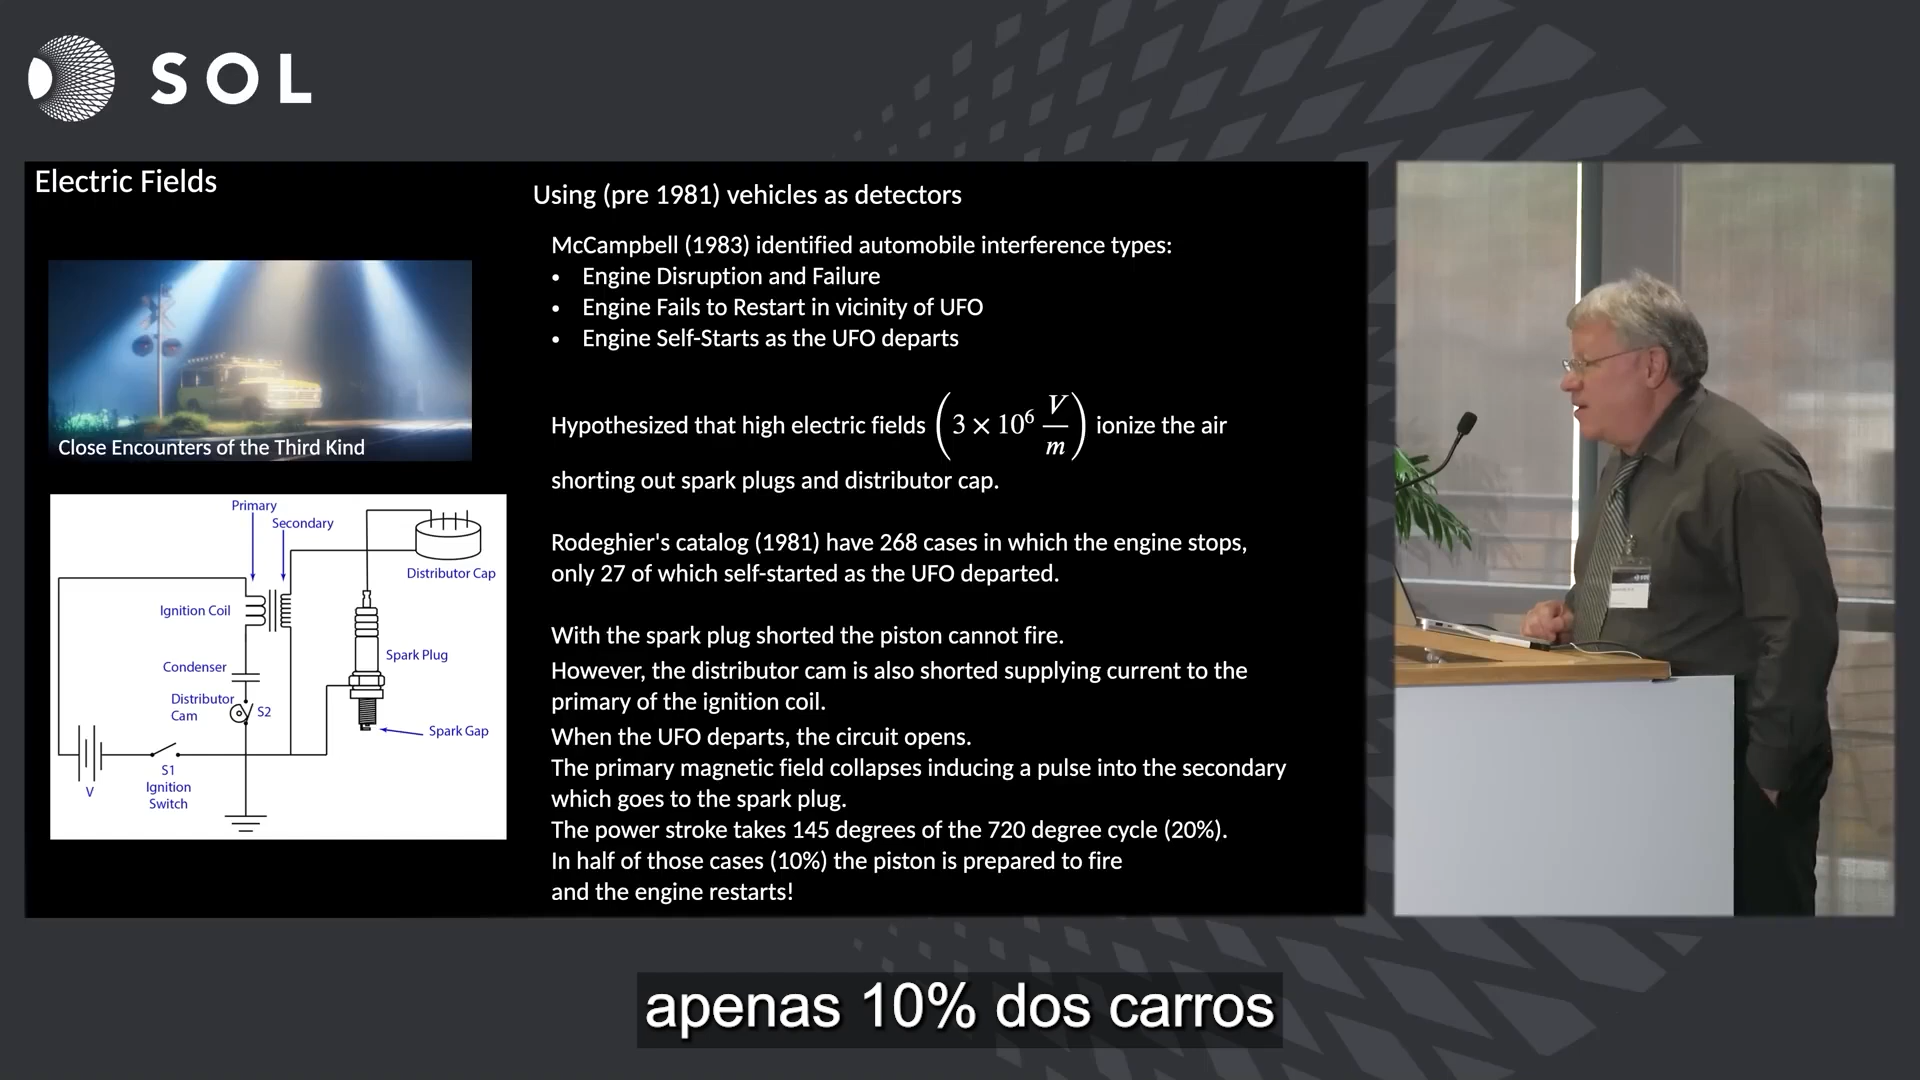 SOL
Electric Fields
Using (pre 1981) vehicles as detectors
McCampbell (1983) identified automobile interference types:
• Engine Disruption and Failure
• Engine Fails to Restart in vicinity of UFO
• Engine Self-Starts as the UFO departs
Close Encounters of the Third Kind
Hypothesized that high electric fields (3 × 10⁶ V/m) ionize the air
shorting out spark plugs and distributor cap.
Rodeghier's catalog (1981) have 268 cases in which the engine stops,
only 27 of which self-started as the UFO departed.
With the spark plug shorted the piston cannot fire.
However, the distributor cam is also shorted supplying current to the
primary of the ignition coil.
When the UFO departs, the circuit opens.
The primary magnetic field collapses inducing a pulse into the secondary
which goes to the spark plug.
The power stroke takes 145 degrees of the 720 degree cycle (20%).
In half of those cases (10%) the piston is prepared to fire
and the engine restarts!
Primary
Secondary
Distributor Cap
Ignition Coil
Spark Plug
Condenser
Distributor
Cam
S2
Spark Gap
S1
Ignition
Switch
V
apenas 10% dos carros